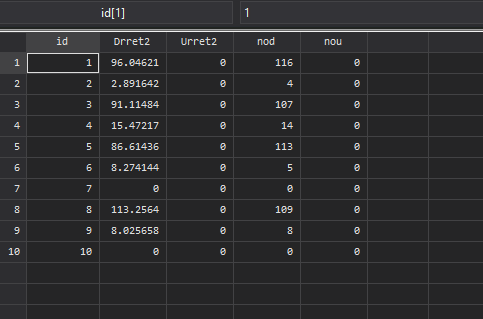 id[1] 1
id Drret2 Urret2 nod nou
1 1 96.04621 0 116 0
2 2 2.891642 0 4 0
3 3 91.11484 0 107 0
4 4 15.47217 0 14 0
5 5 86.61436 0 113 0
6 6 8.274144 0 5 0
7 7 0 0 0 0
8 8 113.2564 0 109 0
9 9 8.025658 0 8 0
10 10 0 0 0 0